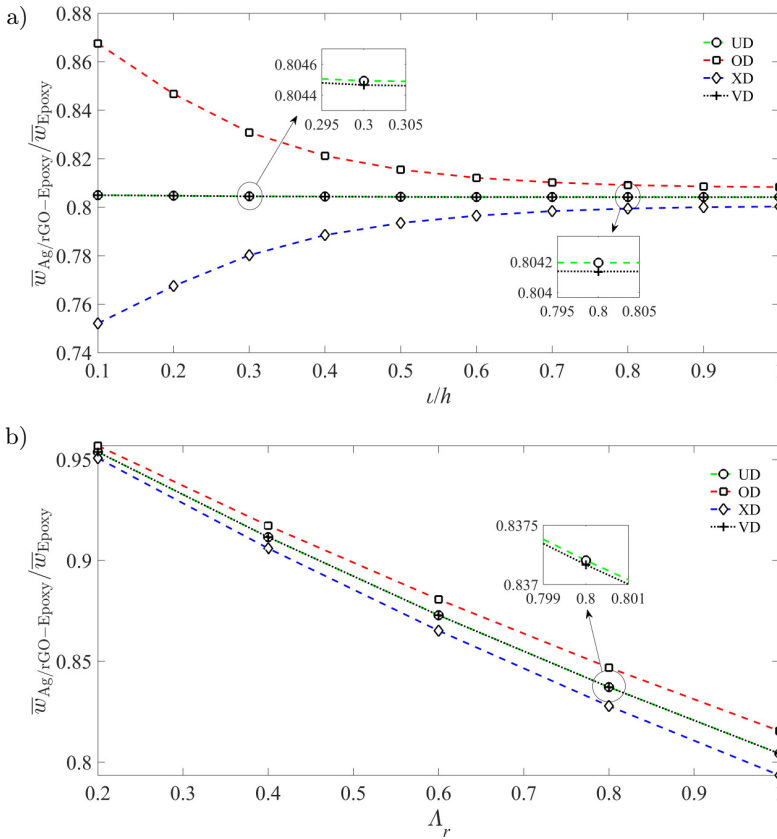 a)
0.88
0.86
0.84
0.82
0.8
0.78
0.76
0.74
w̅Ag/rGO−Epoxy/w̅Epoxy
UD
OD
XD
VD
0.8046
0.8044
0.295 0.3 0.305
0.8042
0.804
0.795 0.8 0.805
0.1 0.2 0.3 0.4 0.5 0.6 0.7 0.8 0.9 1
ι/h
b)
0.95
0.9
0.85
0.8
w̅Ag/rGO−Epoxy/w̅Epoxy
UD
OD
XD
VD
0.8375
0.837
0.799 0.8 0.801
0.2 0.3 0.4 0.5 0.6 0.7 0.8 0.9 1
Λr